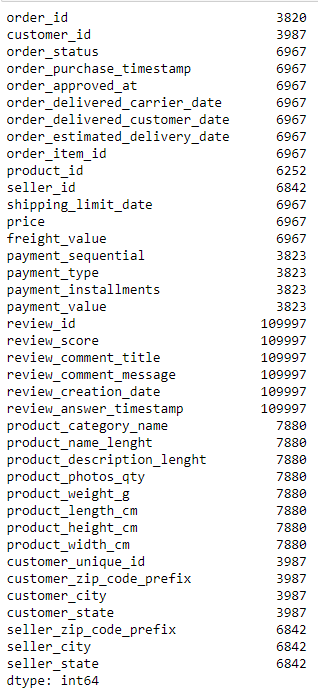 order_id 3820
customer_id 3987
order_status 6967
order_purchase_timestamp 6967
order_approved_at 6967
order_delivered_carrier_date 6967
order_delivered_customer_date 6967
order_estimated_delivery_date 6967
order_item_id 6967
product_id 6252
seller_id 6842
shipping_limit_date 6967
price 6967
freight_value 6967
payment_sequential 3823
payment_type 3823
payment_installments 3823
payment_value 3823
review_id 109997
review_score 109997
review_comment_title 109997
review_comment_message 109997
review_creation_date 109997
review_answer_timestamp 109997
product_category_name 7880
product_name_lenght 7880
product_description_lenght 7880
product_photos_qty 7880
product_weight_g 7880
product_length_cm 7880
product_height_cm 7880
product_width_cm 7880
customer_unique_id 3987
customer_zip_code_prefix 3987
customer_city 3987
customer_state 3987
seller_zip_code_prefix 6842
seller_city 6842
seller_state 6842
dtype: int64